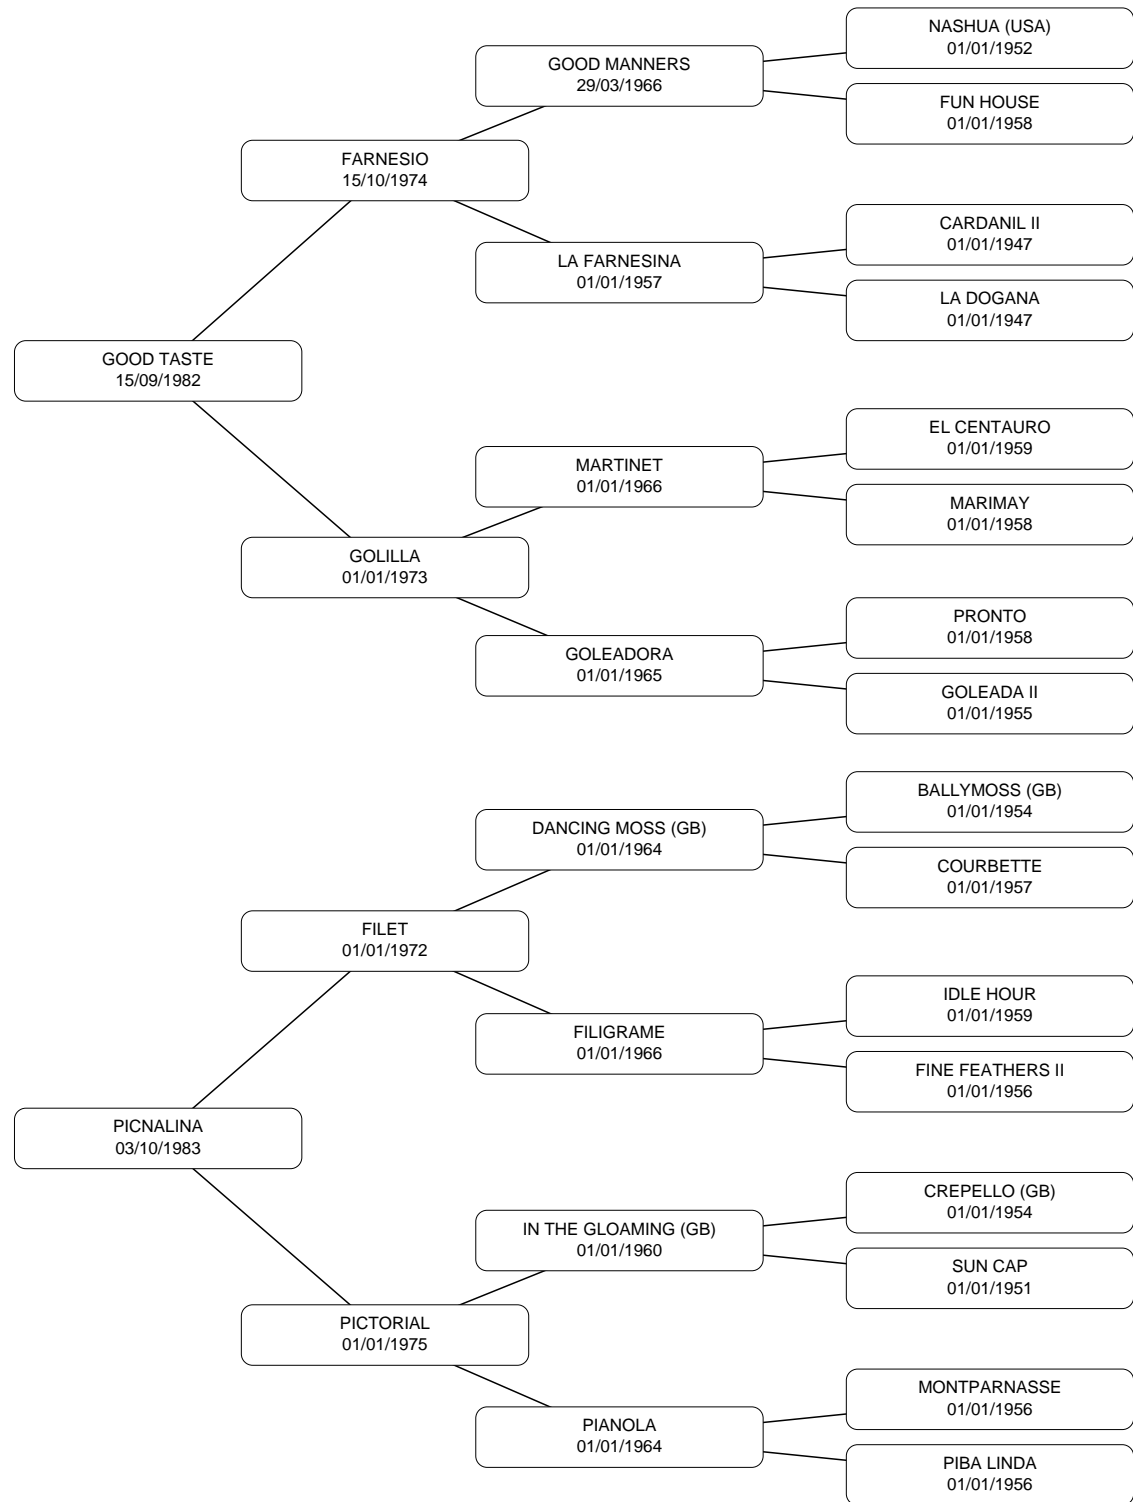 NASHUA (USA)
01/01/1952
GOOD MANNERS
29/03/1966
FUN HOUSE
01/01/1958
FARNESIO
15/10/1974
CARDANIL II
01/01/1947
LA FARNESINA
01/01/1957
LA DOGANA
01/01/1947
GOOD TASTE
15/09/1982
EL CENTAURO
01/01/1959
MARTINET
01/01/1966
MARIMAY
01/01/1958
GOLILLA
01/01/1973
PRONTO
01/01/1958
GOLEADORA
01/01/1965
GOLEADA II
01/01/1955
BALLYMOSS (GB)
01/01/1954
DANCING MOSS (GB)
01/01/1964
COURBETTE
01/01/1957
FILET
01/01/1972
IDLE HOUR
01/01/1959
FILIGRAME
01/01/1966
FINE FEATHERS II
01/01/1956
PICNALINA
03/10/1983
CREPELLO (GB)
01/01/1954
IN THE GLOAMING (GB)
01/01/1960
SUN CAP
01/01/1951
PICTORIAL
01/01/1975
MONTPARNASSE
01/01/1956
PIANOLA
01/01/1964
PIBA LINDA
01/01/1956